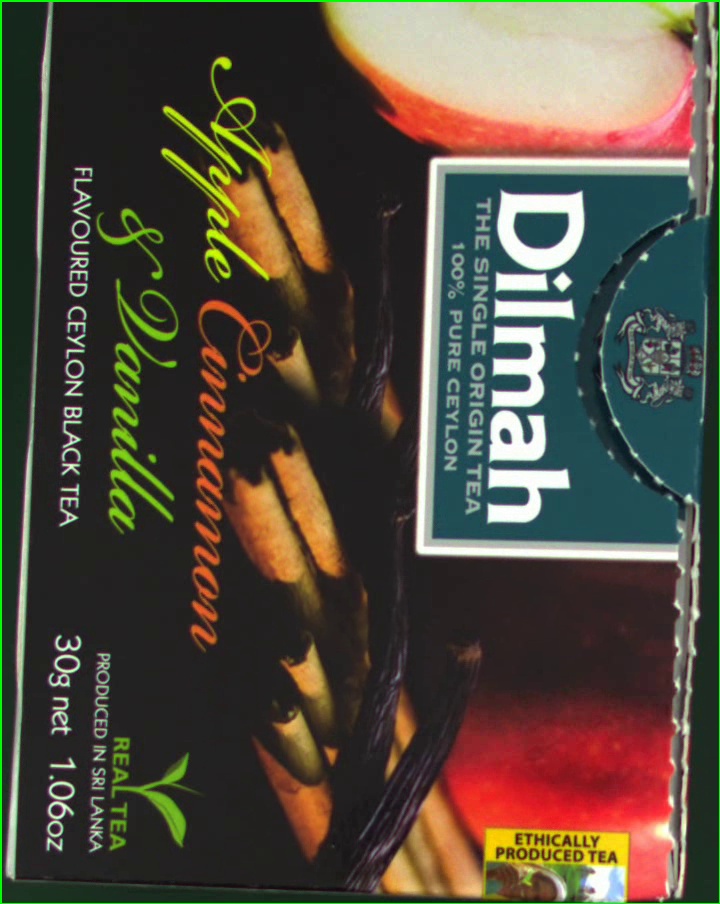 Dilmah
THE SINGLE ORIGIN TEA
100% PURE CEYLON
Apple Cinnamon
& Vanilla
FLAVOURED CEYLON BLACK TEA
REAL TEA
PRODUCED IN SRI LANKA
30g net 1.06oz
ETHICALLY
PRODUCED TEA